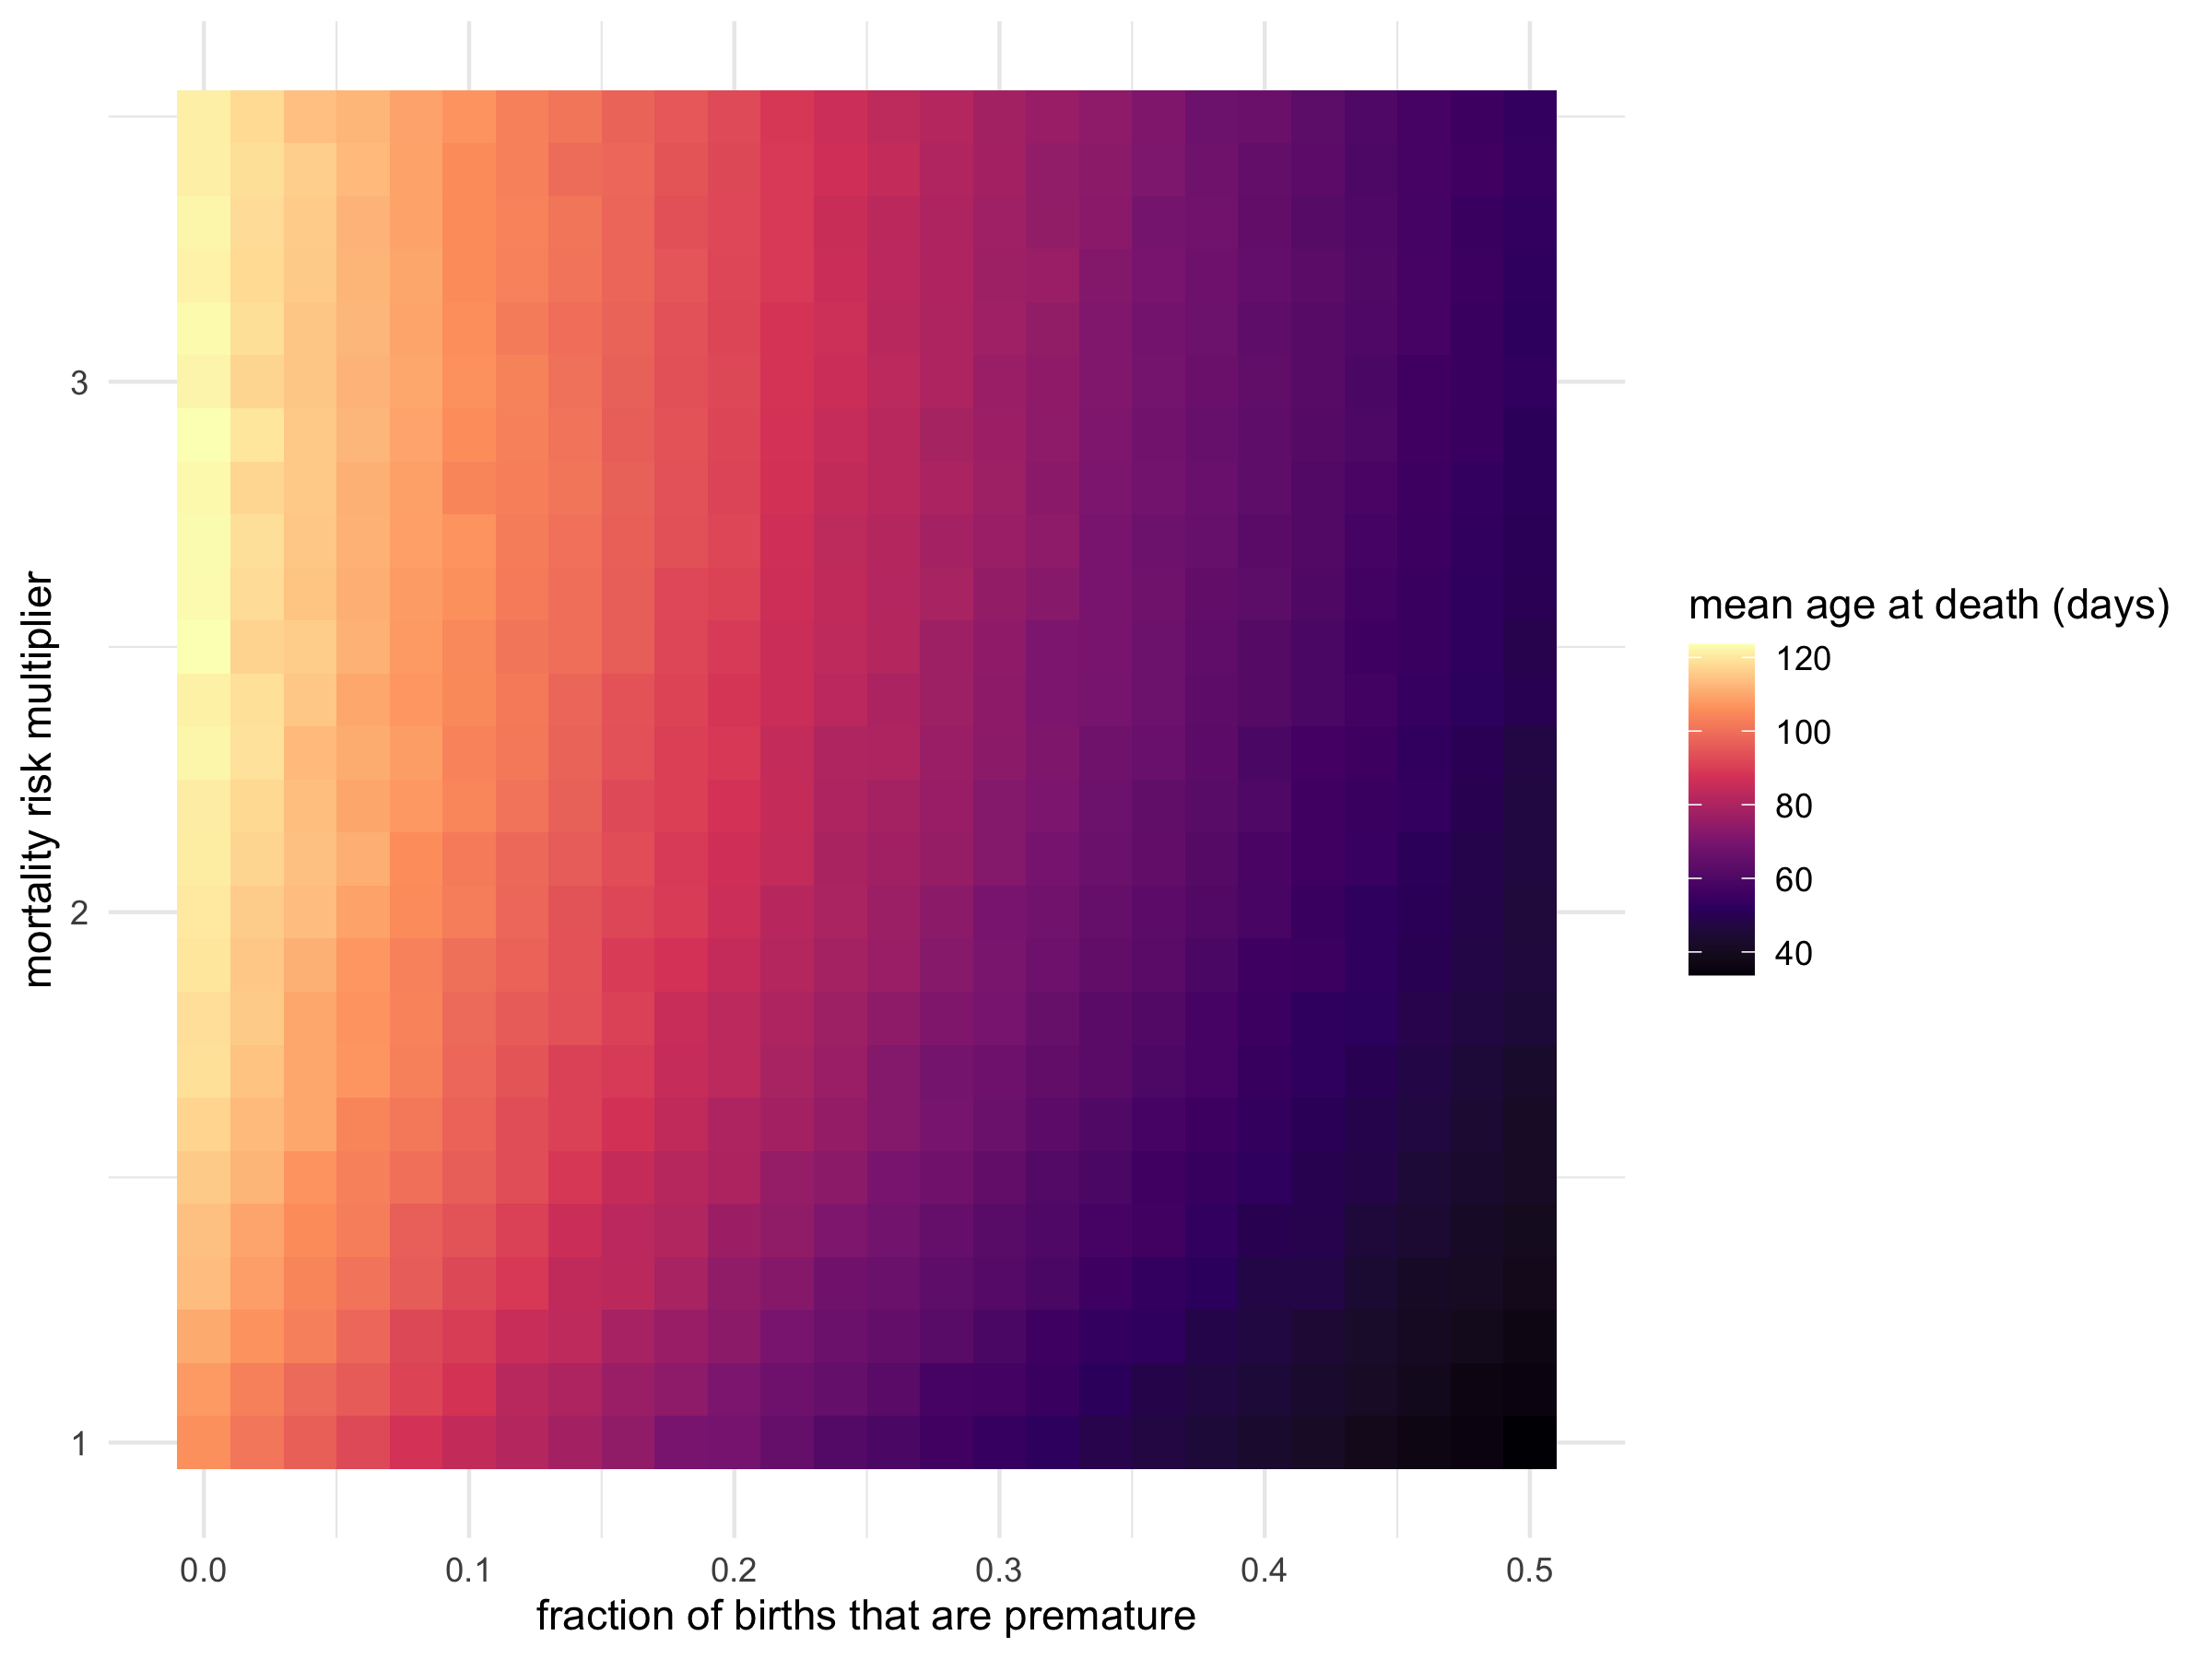 3
2
1
mortality risk multiplier
0.0 0.1 0.2 0.3 0.4 0.5
fraction of births that are premature
mean age at death (days)
120
100
80
60
40